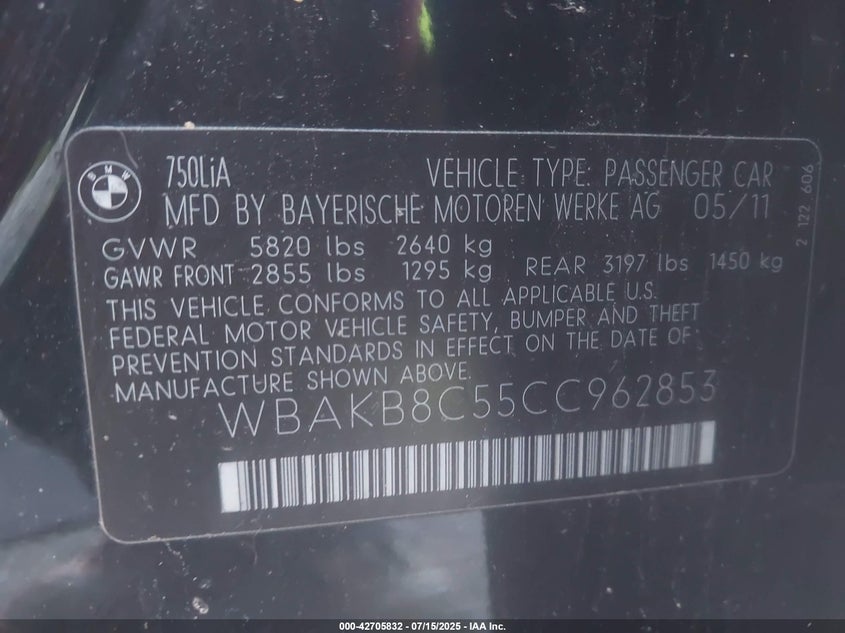 BMW
750LiA VEHICLE TYPE: PASSENGER CAR
MFD BY BAYERISCHE MOTOREN WERKE AG 05/11
GVWR 5820 lbs 2640 kg
GAWR FRONT 2855 lbs 1295 kg REAR 3197 lbs 1450 kg
THIS VEHICLE CONFORMS TO ALL APPLICABLE U.S.
FEDERAL MOTOR VEHICLE SAFETY, BUMPER AND THEFT
PREVENTION STANDARDS IN EFFECT ON THE DATE OF
MANUFACTURE SHOWN ABOVE.
WBAKB8C55CC962853
2 122 606
000-42705832 - 07/15/2025 - IAA Inc.